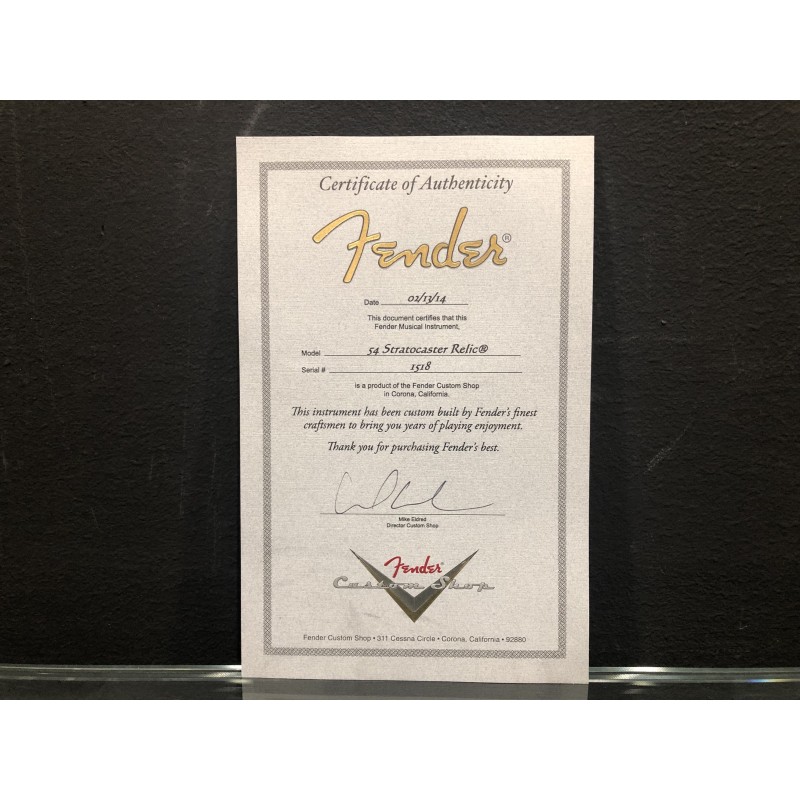 Certificate of Authenticity
Fender®
Date 02/13/14
This document certifies that this
Fender Musical Instrument,
Model 54 Stratocaster Relic®
Serial # 1518
is a product of the Fender Custom Shop
in Corona, California.
This instrument has been custom built by Fender's finest
craftsmen to bring you years of playing enjoyment.
Thank you for purchasing Fender's best.
Mike Eldred
Director Custom Shop
Fender
Custom Shop
Fender Custom Shop • 311 Cessna Circle • Corona, California • 92880